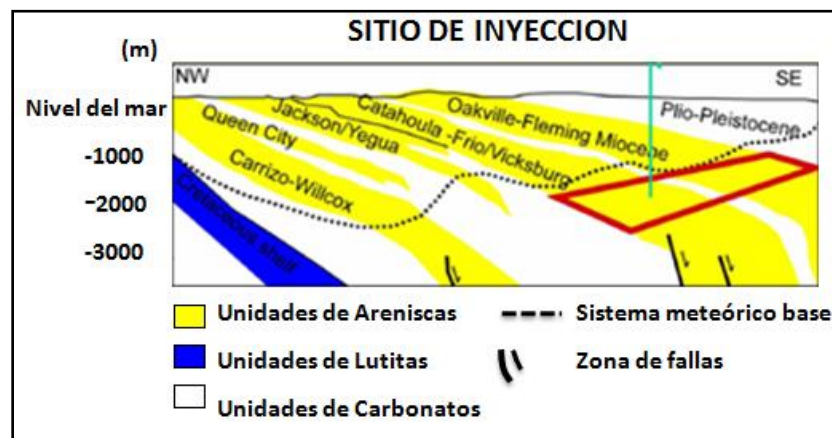 SITIO DE INYECCION
(m)
NW
SE
Nivel del mar
Oakville-Fleming Miocene
Plio-Pleistocene
Catahoula -Frio/Vicksburg
Jackson/Yegua
Queen City
-1000
Carrizo-Willcox
Cretaceous shelf
−2000
-3000
Unidades de Areniscas
Sistema meteórico base
Unidades de Lutitas
Zona de fallas
Unidades de Carbonatos